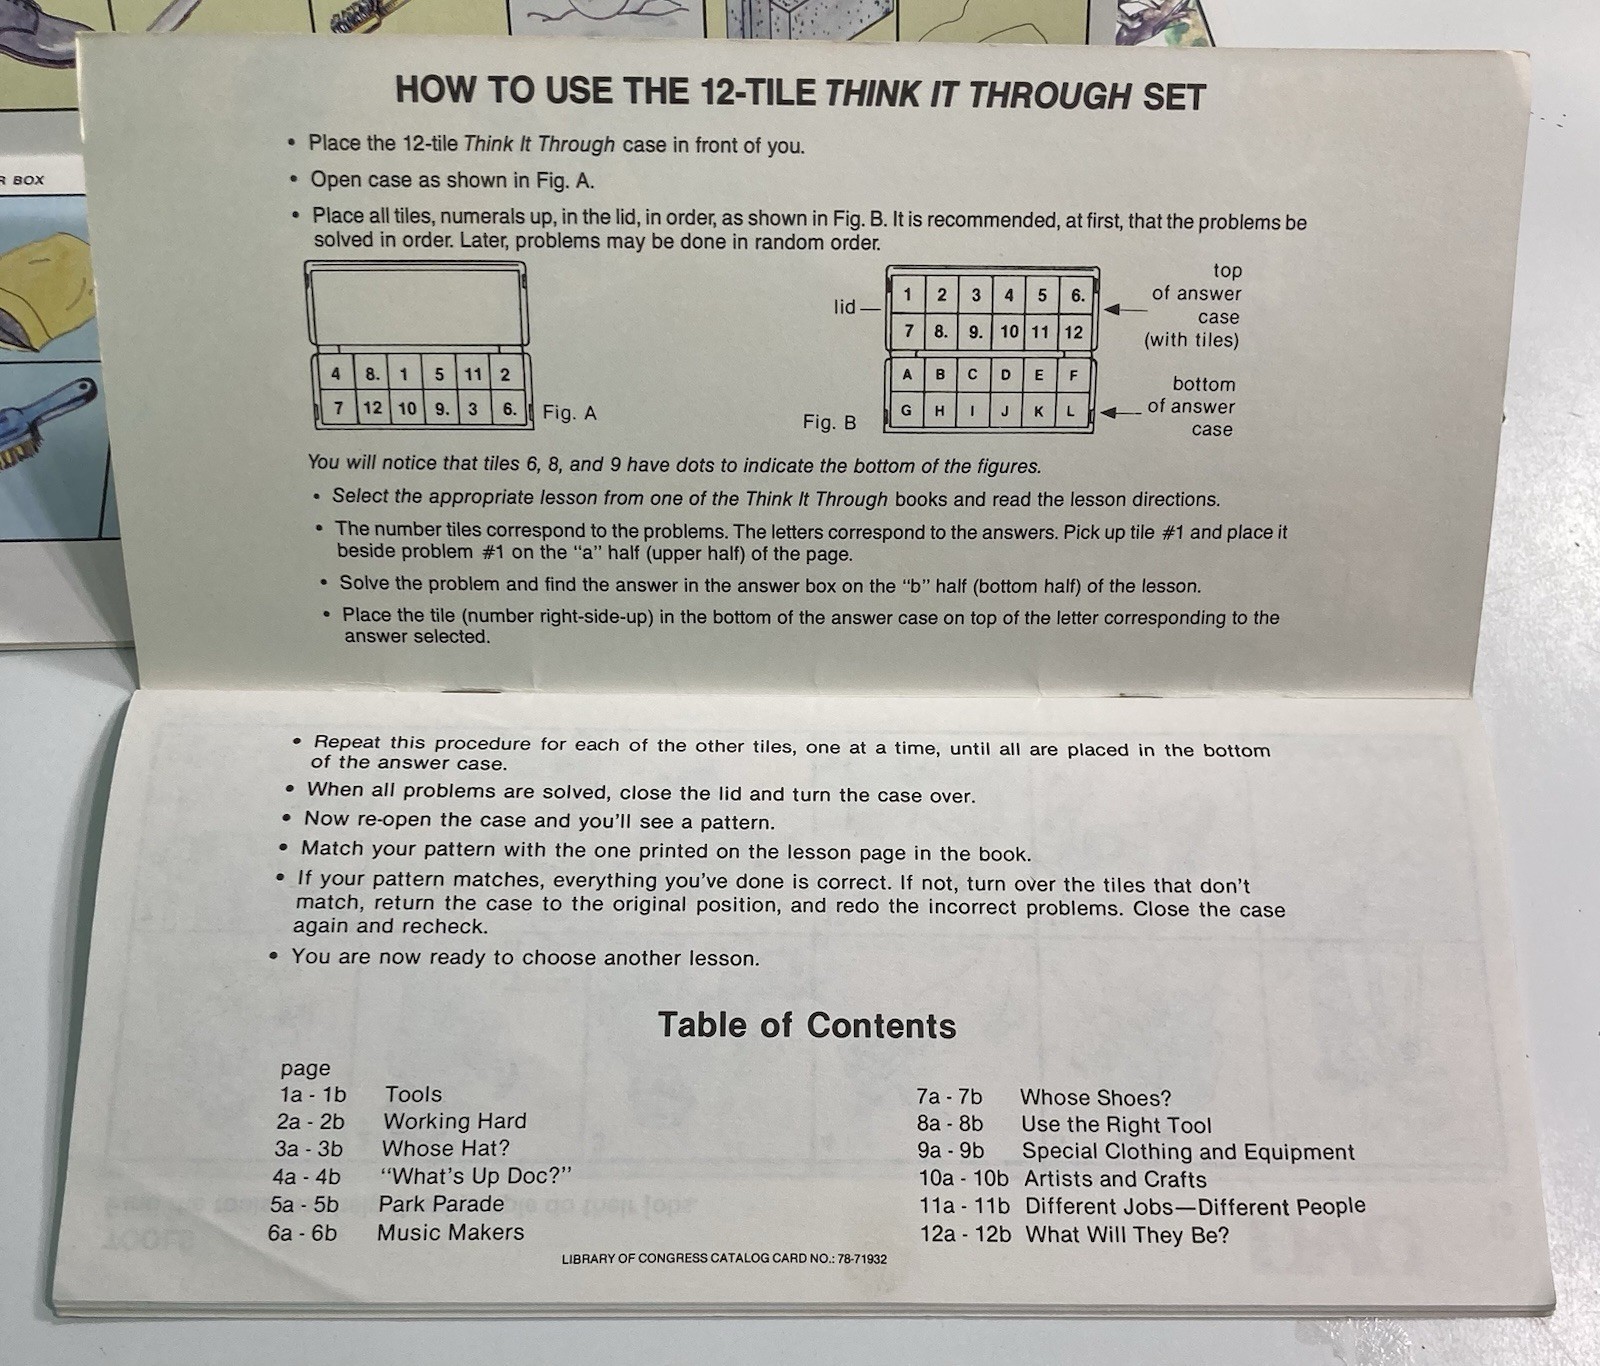 HOW TO USE THE 12-TILE THINK IT THROUGH SET
• Place the 12-tile Think It Through case in front of you.
• Open case as shown in Fig. A.
• Place all tiles, numerals up, in the lid, in order, as shown in Fig. B. It is recommended, at first, that the problems be
solved in order. Later, problems may be done in random order.
4 8. 1 5 11 2
7 12 10 9. 3 6.
Fig. A
lid
1 2 3 4 5 6.
7 8. 9. 10 11 12
A B C D E F
G H I J K L
Fig. B
top
of answer
case
(with tiles)
bottom
of answer
case
You will notice that tiles 6, 8, and 9 have dots to indicate the bottom of the figures.
• Select the appropriate lesson from one of the Think It Through books and read the lesson directions.
• The number tiles correspond to the problems. The letters correspond to the answers. Pick up tile #1 and place it
beside problem #1 on the "a" half (upper half) of the page.
• Solve the problem and find the answer in the answer box on the "b" half (bottom half) of the lesson.
• Place the tile (number right-side-up) in the bottom of the answer case on top of the letter corresponding to the
answer selected.
• Repeat this procedure for each of the other tiles, one at a time, until all are placed in the bottom
of the answer case.
• When all problems are solved, close the lid and turn the case over.
• Now re-open the case and you'll see a pattern.
• Match your pattern with the one printed on the lesson page in the book.
• If your pattern matches, everything you've done is correct. If not, turn over the tiles that don't
match, return the case to the original position, and redo the incorrect problems. Close the case
again and recheck.
• You are now ready to choose another lesson.
Table of Contents
page
1a - 1b Tools
2a - 2b Working Hard
3a - 3b Whose Hat?
4a - 4b "What's Up Doc?"
5a - 5b Park Parade
6a - 6b Music Makers
7a - 7b Whose Shoes?
8a - 8b Use the Right Tool
9a - 9b Special Clothing and Equipment
10a - 10b Artists and Crafts
11a - 11b Different Jobs—Different People
12a - 12b What Will They Be?
LIBRARY OF CONGRESS CATALOG CARD NO.: 78-71932
BOX